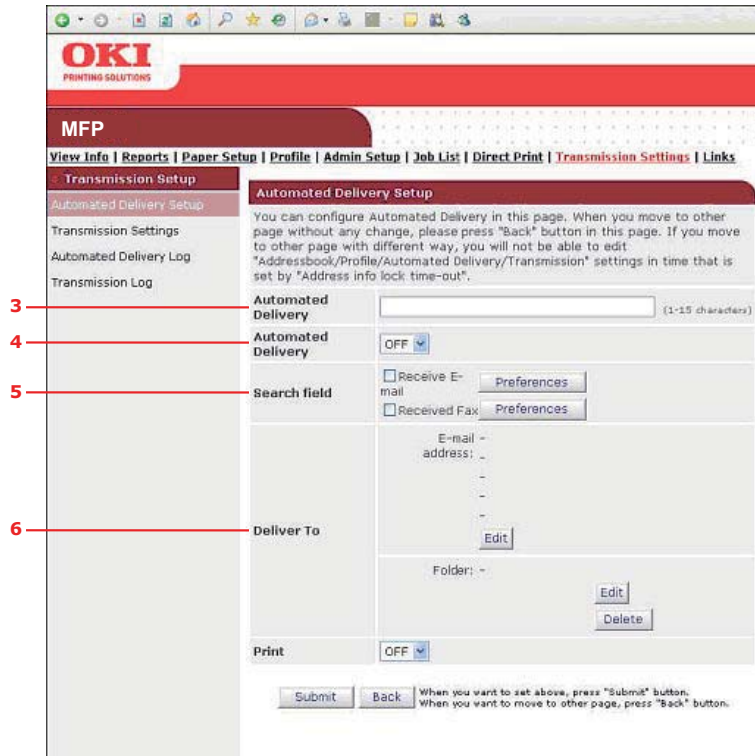 OKI
PRINTING SOLUTIONS
MFP
View Info | Reports | Paper Setup | Profile | Admin Setup | Job List | Direct Print | Transmission Settings | Links
Transmission Setup
Automated Delivery Setup
Transmission Settings
Automated Delivery Log
Transmission Log
Automated Delivery Setup
You can configure Automated Delivery in this page. When you move to other
page without any change, please press "Back" button in this page. If you move
to other page with different way, you will not be able to edit
"Addressbook/Profile/Automated Delivery/Transmission" settings in time that is
set by "Address info lock time-out".
3
Automated
Delivery
(1-15 characters)
4
Automated
Delivery
OFF
5
Search field
Receive E-
mail
Preferences
Received Fax
Preferences
6
Deliver To
E-mail -
address: -
-
-
-
Edit
Folder: -
Edit
Delete
Print
OFF
Submit
Back
When you want to set above, press "Submit" button.
When you want to move to other page, press "Back" button.